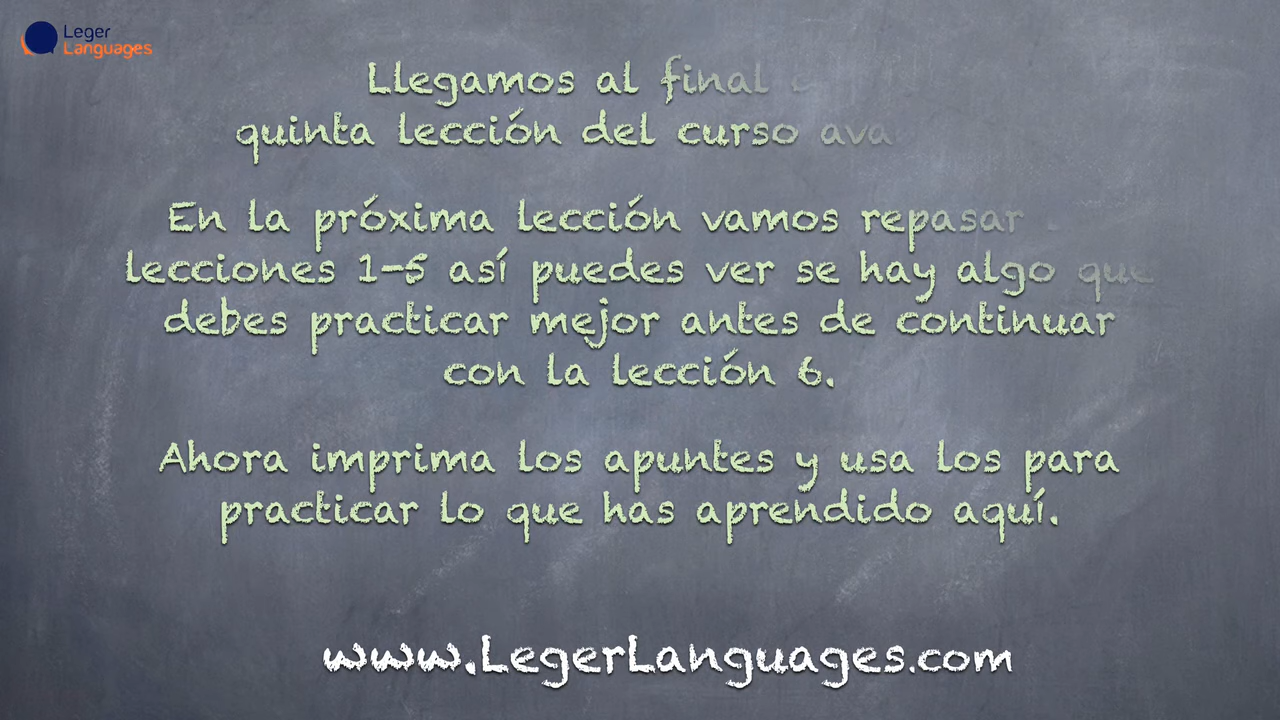 Leger
Languages
Llegamos al final
quinta lección del curso
En la próxima lección vamos repasar
lecciones 1-5 así puedes ver se hay algo que
debes practicar mejor antes de continuar
con la lección 6.
Ahora imprima los apuntes y usa los para
practicar lo que has aprendido aquí.
www.LegerLanguages.com